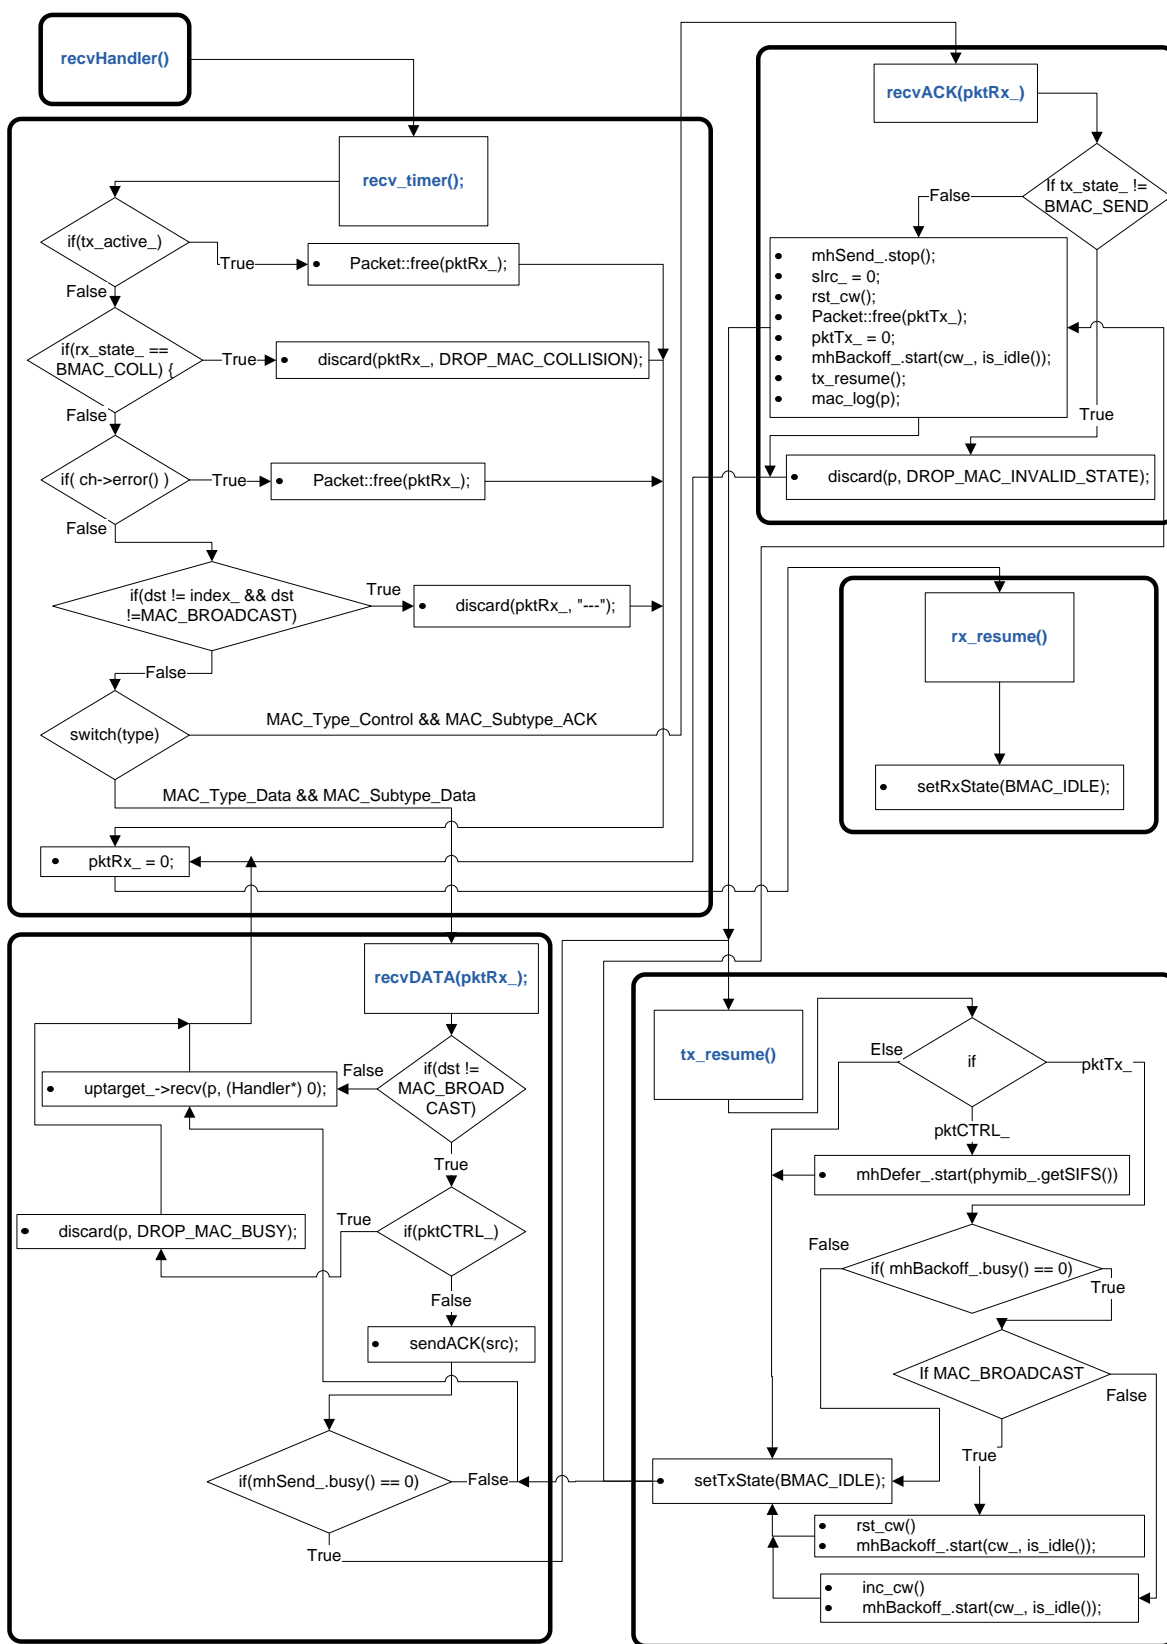 recvHandler()
recv_timer();
if(tx_active_)
True
Packet::free(pktRx_);
False
if(rx_state_ ==
BMAC_COLL) {
True
discard(pktRx_, DROP_MAC_COLLISION);
False
if( ch->error() )
True
Packet::free(pktRx_);
False
if(dst != index_ && dst
!=MAC_BROADCAST)
True
discard(pktRx_, "---");
False
switch(type)
MAC_Type_Control && MAC_Subtype_ACK
MAC_Type_Data && MAC_Subtype_Data
pktRx_ = 0;
recvACK(pktRx_)
If tx_state_ !=
BMAC_SEND
False
mhSend_.stop();
slrc_ = 0;
rst_cw();
Packet::free(pktTx_);
pktTx_ = 0;
mhBackoff_.start(cw_, is_idle());
tx_resume();
mac_log(p);
True
discard(p, DROP_MAC_INVALID_STATE);
rx_resume()
setRxState(BMAC_IDLE);
recvDATA(pktRx_);
if(dst !=
MAC_BROAD
CAST)
False
uptarget_->recv(p, (Handler*) 0);
True
if(pktCTRL_)
True
discard(p, DROP_MAC_BUSY);
False
sendACK(src);
if(mhSend_.busy() == 0)
False
True
tx_resume()
if
Else
pktTx_
pktCTRL_
mhDefer_.start(phymib_.getSIFS())
if( mhBackoff_.busy() == 0)
False
True
If MAC_BROADCAST
False
True
setTxState(BMAC_IDLE);
rst_cw()
mhBackoff_.start(cw_, is_idle());
inc_cw()
mhBackoff_.start(cw_, is_idle());